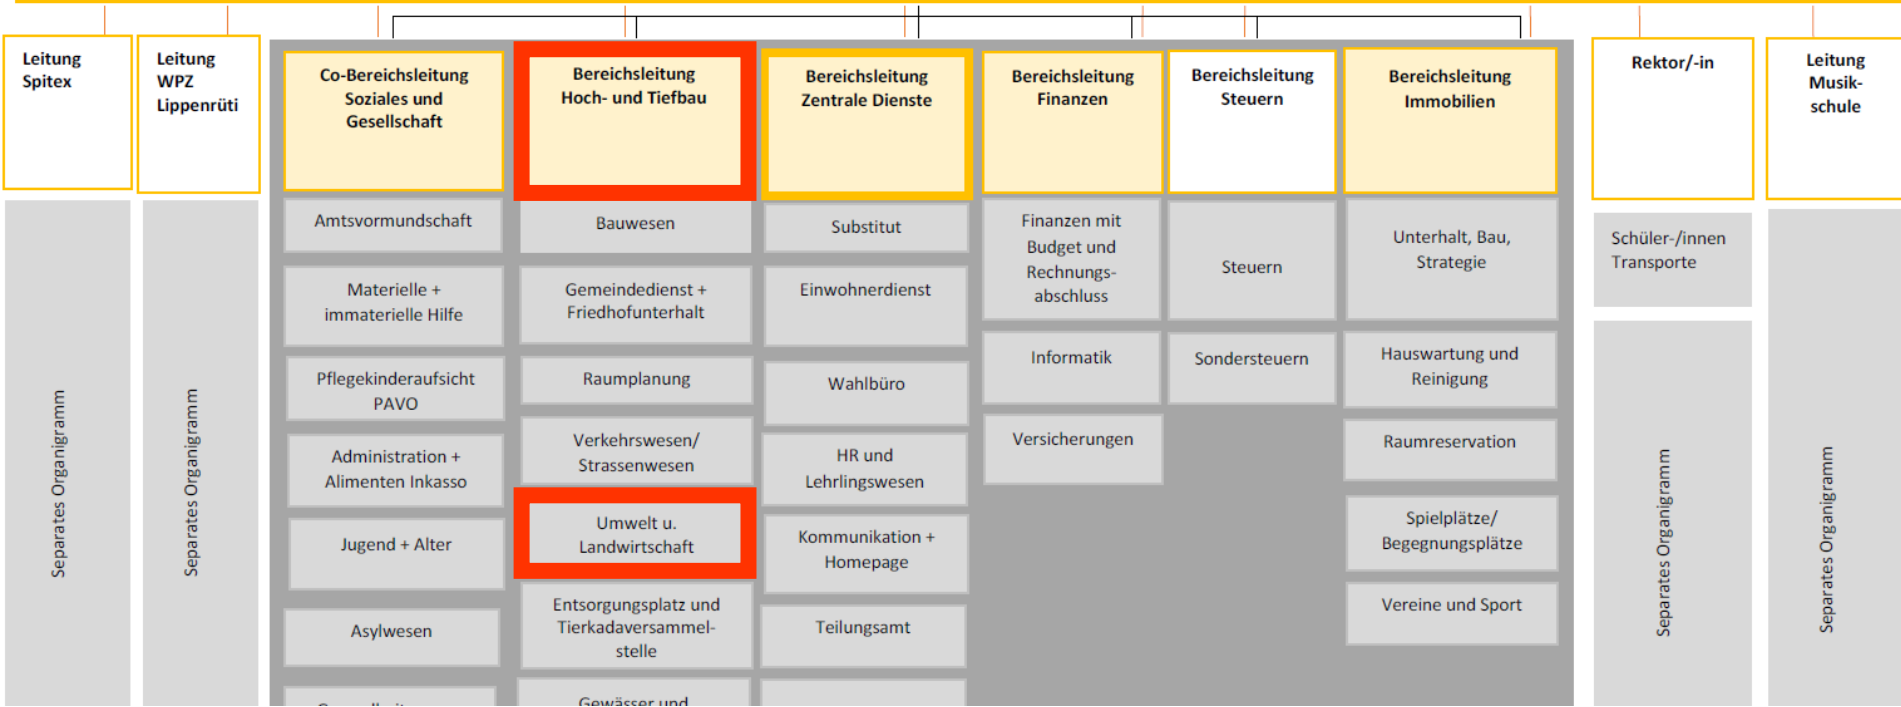 Leitung
Spitex
Leitung
WPZ
Lippenrüti
Co-Bereichsleitung
Soziales und
Gesellschaft
Bereichsleitung
Hoch- und Tiefbau
Bereichsleitung
Zentrale Dienste
Bereichsleitung
Finanzen
Bereichsleitung
Steuern
Bereichsleitung
Immobilien
Rektor/-in
Leitung
Musik-
schule
Separates Organigramm
Separates Organigramm
Amtsvormundschaft
Materielle +
immaterielle Hilfe
Pflegekinderaufsicht
PAVO
Administration +
Alimenten Inkasso
Jugend + Alter
Asylwesen
Bauwesen
Gemeindedienst +
Friedhofunterhalt
Raumplanung
Verkehrswesen/
Strassenwesen
Umwelt u.
Landwirtschaft
Entsorgungsplatz und
Tierkadaversammel-
stelle
Gewässer und
Substitut
Einwohnerdienst
Wahlbüro
HR und
Lehrlingswesen
Kommunikation +
Homepage
Teilungsamt
Finanzen mit
Budget und
Rechnungs-
abschluss
Informatik
Versicherungen
Steuern
Sondersteuern
Unterhalt, Bau,
Strategie
Hauswartung und
Reinigung
Raumreservation
Spielplätze/
Begegnungsplätze
Vereine und Sport
Schüler-/innen
Transporte
Separates Organigramm
Separates Organigramm